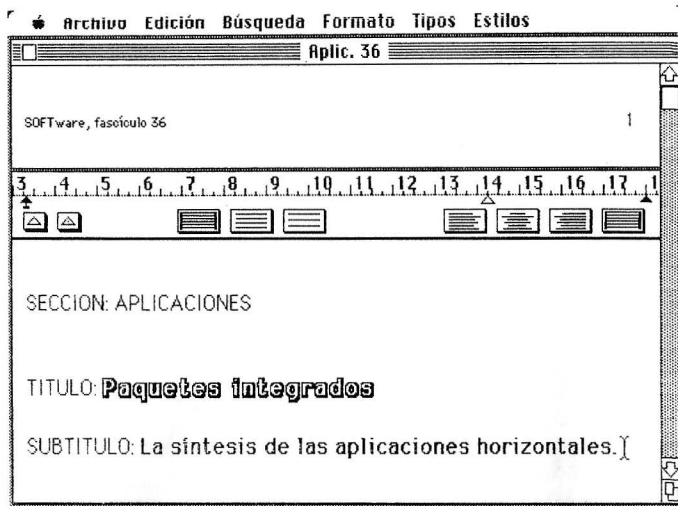 Archivo Edición Búsqueda Formato Tipos Estilos
Aplic. 36
SOFTware, fascículo 36 1
3 4 5 6 7 8 9 10 11 12 13 14 15 16 17 1
SECCION: APLICACIONES
TITULO: Paquetes integrados
SUBTITULO: La síntesis de las aplicaciones horizontales.